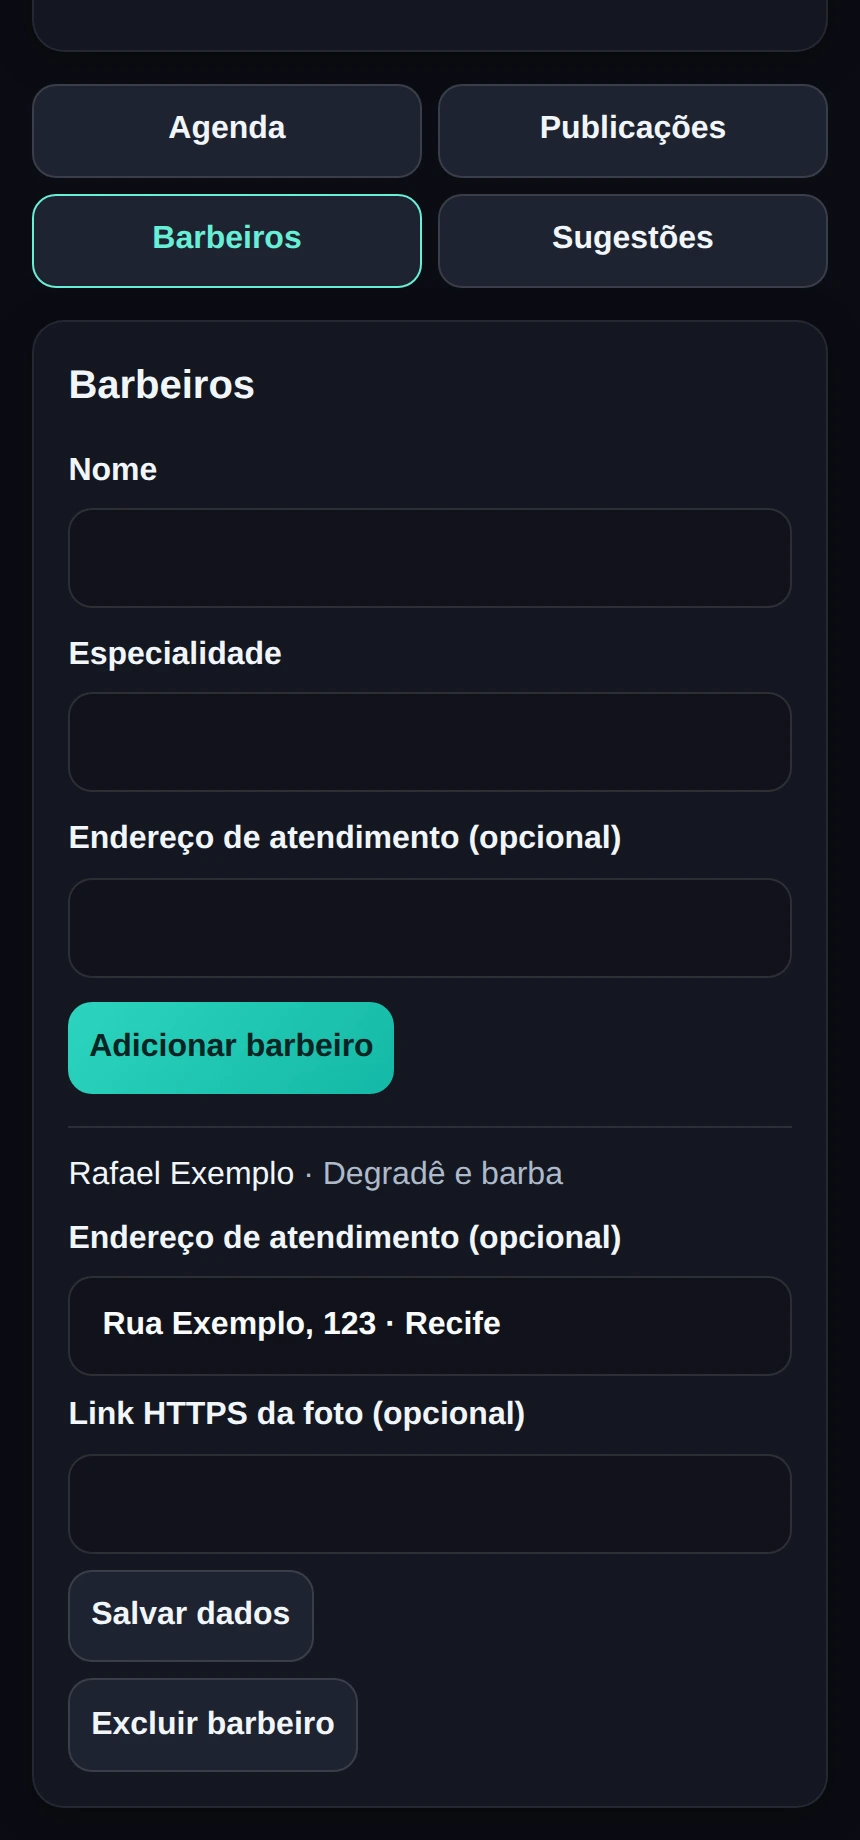 Agenda
Publicações
Barbeiros
Sugestões
Barbeiros
Nome
Especialidade
Endereço de atendimento (opcional)
Adicionar barbeiro
Rafael Exemplo · Degradê e barba
Endereço de atendimento (opcional)
Rua Exemplo, 123 · Recife
Link HTTPS da foto (opcional)
Salvar dados
Excluir barbeiro